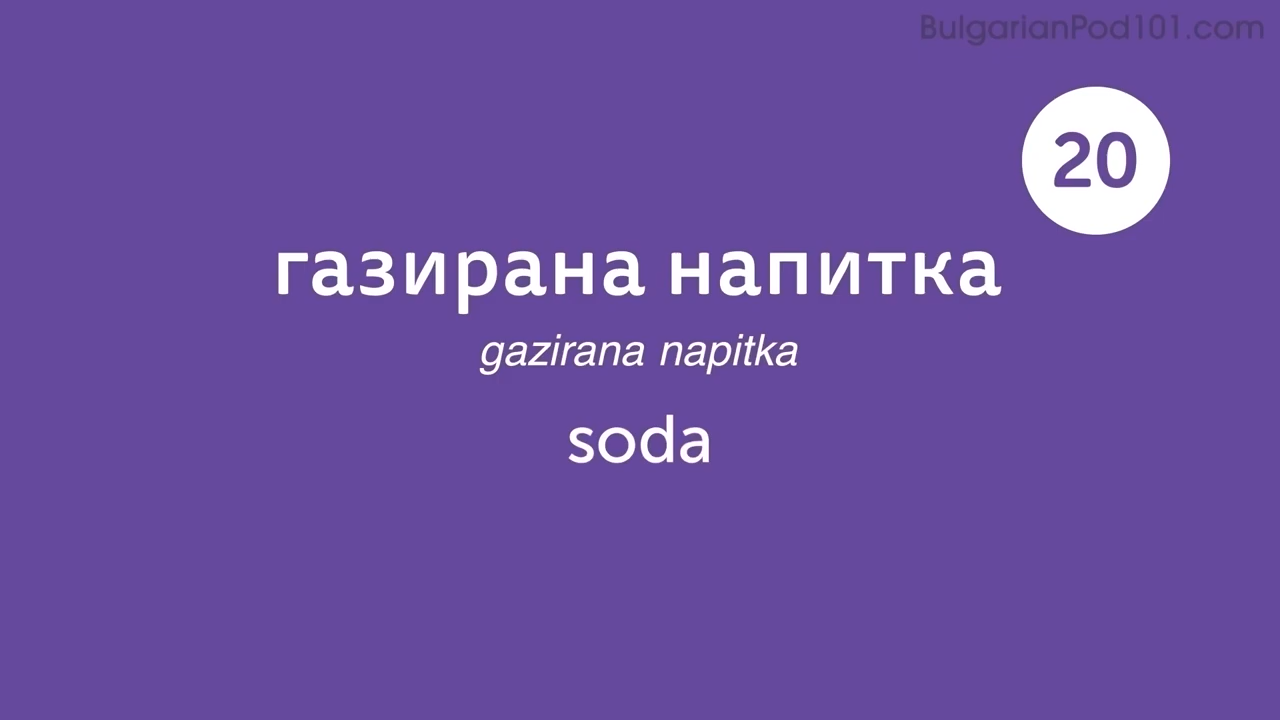 BulgarianPod101.com
20
газирана напитка
gazirana napitka
soda